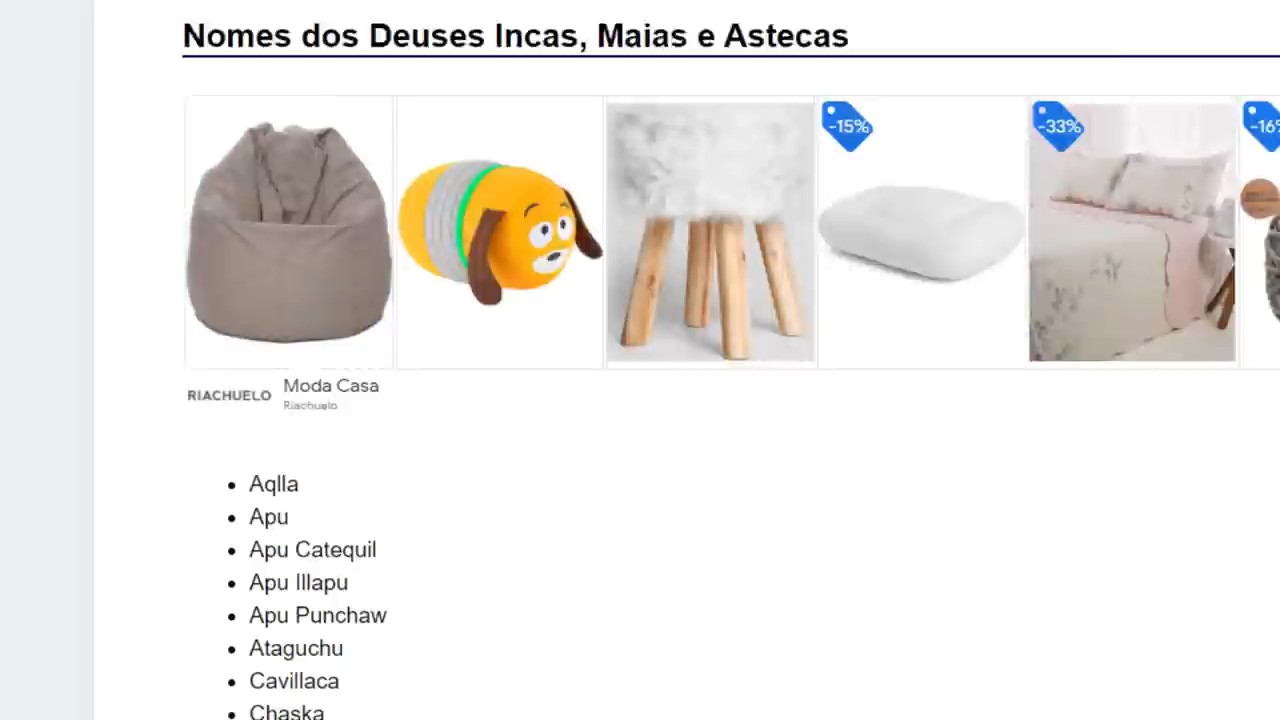 Nomes dos Deuses Incas, Maias e Astecas
-15%
-33%
-16%
RIACHUELO
Moda Casa
Riachuelo
Aqlla
Apu
Apu Catequil
Apu Illapu
Apu Punchaw
Ataguchu
Cavillaca
Chaska